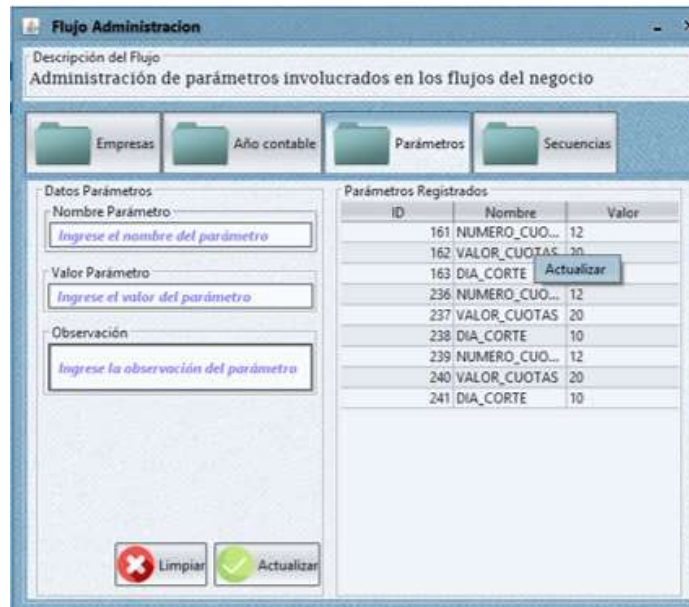 Flujo Administracion
Descripción del Flujo
Administración de parámetros involucrados en los flujos del negocio
Empresas
Año contable
Parámetros
Secuencias
Datos Parámetros
Nombre Parámetro
Ingrese el nombre del parámetro
Valor Parámetro
Ingrese el valor del parámetro
Observación
Ingrese la observación del parámetro
Limpiar
Actualizar
Parámetros Registrados
ID Nombre Valor
161 NUMERO_CUO... 12
162 VALOR_CUOTAS 20
163 DIA_CORTE
Actualizar
236 NUMERO_CUO... 12
237 VALOR_CUOTAS 20
238 DIA_CORTE 10
239 NUMERO_CUO... 12
240 VALOR_CUOTAS 20
241 DIA_CORTE 10